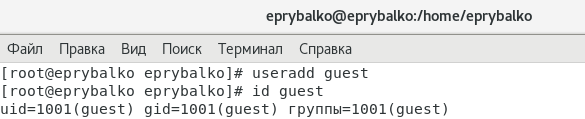 eprybalko@eprybalko:/home/eprybalko
Файл Правка Вид Поиск Терминал Справка
[root@eprybalko eprybalko]# useradd guest
[root@eprybalko eprybalko]# id guest
uid=1001(guest) gid=1001(guest) группы=1001(guest)